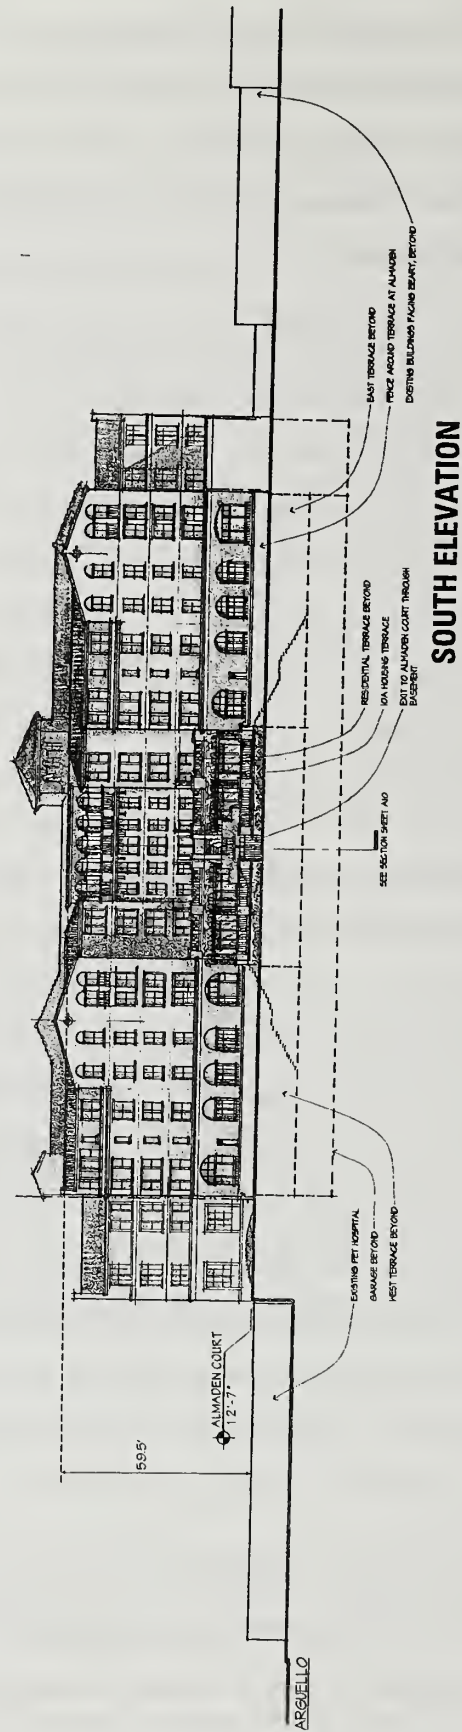 ARGUELLO
59.5'
ALMADEN COURT
12'-7"
EXISTING PET HOSPITAL
GARAGE BEYOND
WEST TERRACE BEYOND
SEE SECTION SHEET A10
RESIDENTIAL TERRACE BEYOND
IOA HOUSING TERRACE
EXIT TO ALMADEN COURT THROUGH
BASEMENT
EAST TERRACE BEYOND
FENCE AROUND TERRACE AT ALMADEN
EXISTING BUILDINGS FACING GEARY, BEYOND
SOUTH ELEVATION